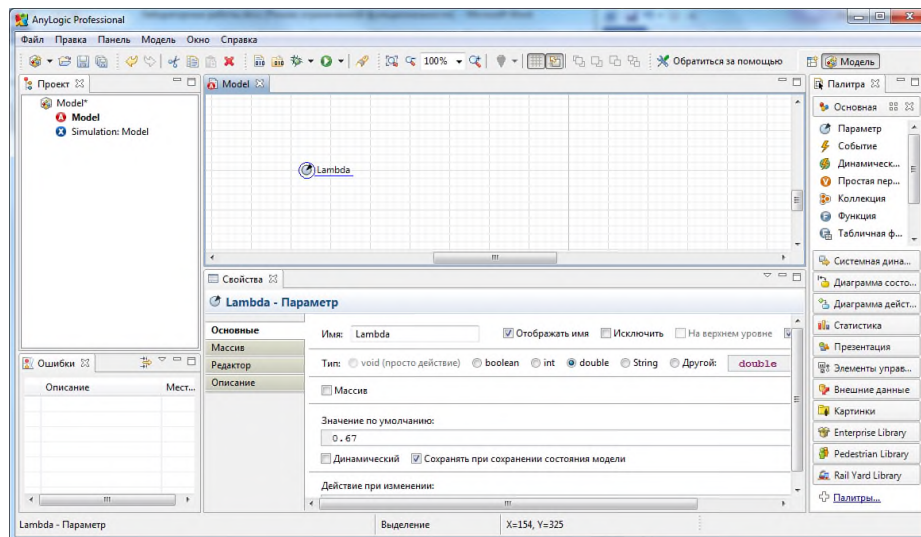 AnyLogic Professional
Файл Правка Панель Модель Окно Справка
100% Обратиться за помощью Модель
Проект
Model*
Model
Simulation: Model
Model
Lambda
Палитра
Основная
Параметр
Событие
Динамическ...
Простая пер...
Коллекция
Функция
Табличная ф...
Системная дина...
Диаграмма состо...
Диаграмма дейст...
Статистика
Презентация
Элементы управ...
Внешние данные
Картинки
Enterprise Library
Pedestrian Library
Rail Yard Library
Палитры...
Свойства
Lambda - Параметр
Основные
Массив
Редактор
Описание
Имя: Lambda Отображать имя Исключить На верхнем уровне
Тип: void (просто действие) boolean int double String Другой: double
Массив
Значение по умолчанию:
0.67
Динамический Сохранять при сохранении состояния модели
Действие при изменении:
Ошибки
Описание Мест...
Lambda - Параметр Выделение X=154, Y=325